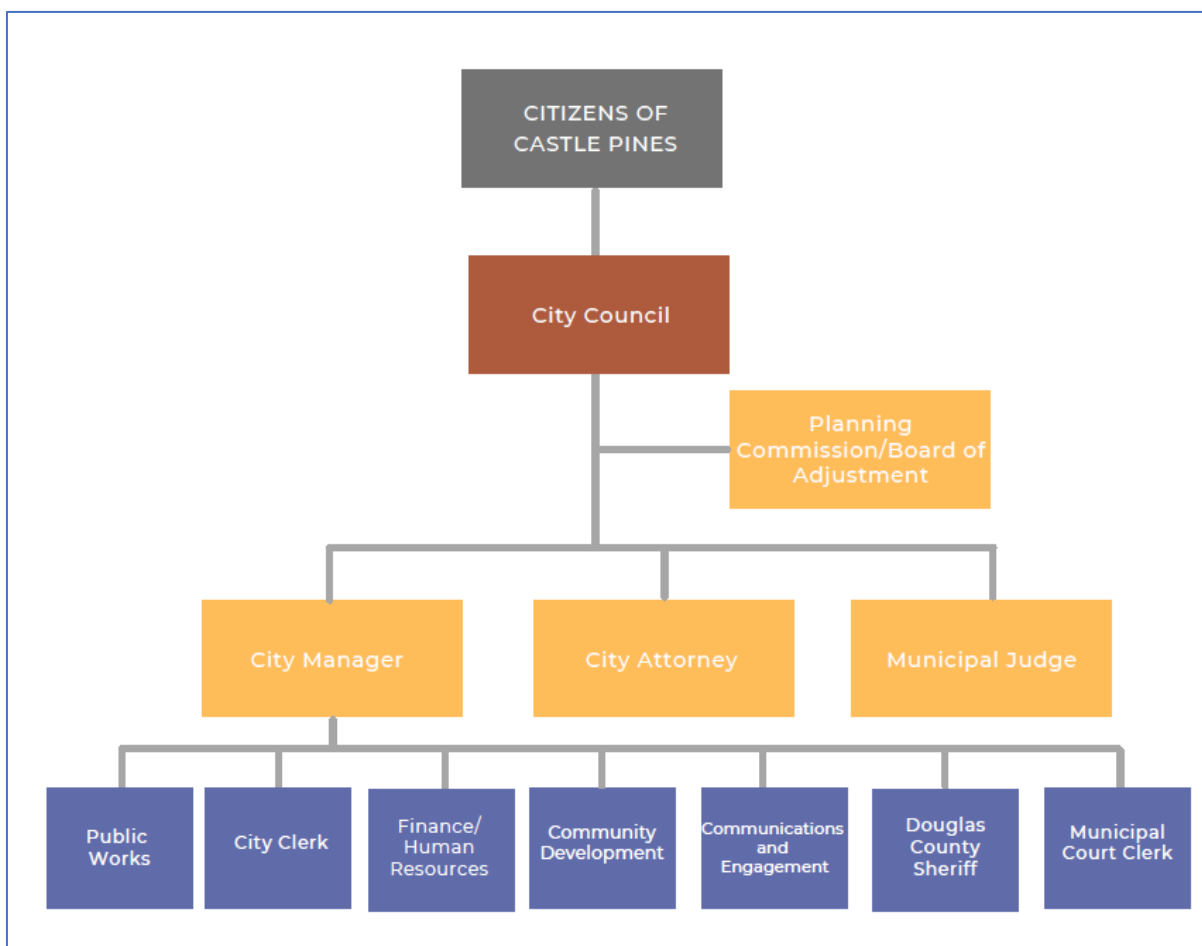 CITIZENS OF
CASTLE PINES
City Council
Planning
Commission/Board of
Adjustment
City Manager
City Attorney
Municipal Judge
Public
Works
City Clerk
Finance/
Human
Resources
Community
Development
Communications
and
Engagement
Douglas
County
Sheriff
Municipal
Court Clerk